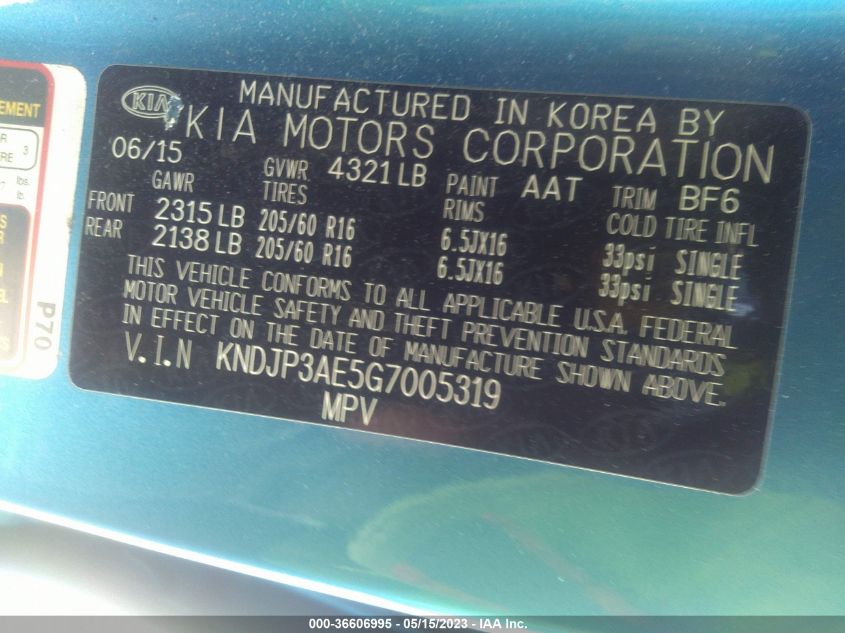 KIA
MANUFACTURED IN KOREA BY
KIA MOTORS CORPORATION
06/15 GVWR 4321 LB PAINT AAT TRIM BF6
GAWR TIRES RIMS COLD TIRE INFL
FRONT 2315 LB 205/60 R16 6.5JX16 33psi SINGLE
REAR 2138 LB 205/60 R16 6.5JX16 33psi SINGLE
THIS VEHICLE CONFORMS TO ALL APPLICABLE U.S.A. FEDERAL
MOTOR VEHICLE SAFETY AND THEFT PREVENTION STANDARDS
IN EFFECT ON THE DATE OF MANUFACTURE SHOWN ABOVE.
V.I.N KNDJP3AE5G7005319
MPV
3
lbs.
lb.
P70
000-36606995 - 05/15/2023 - IAA Inc.